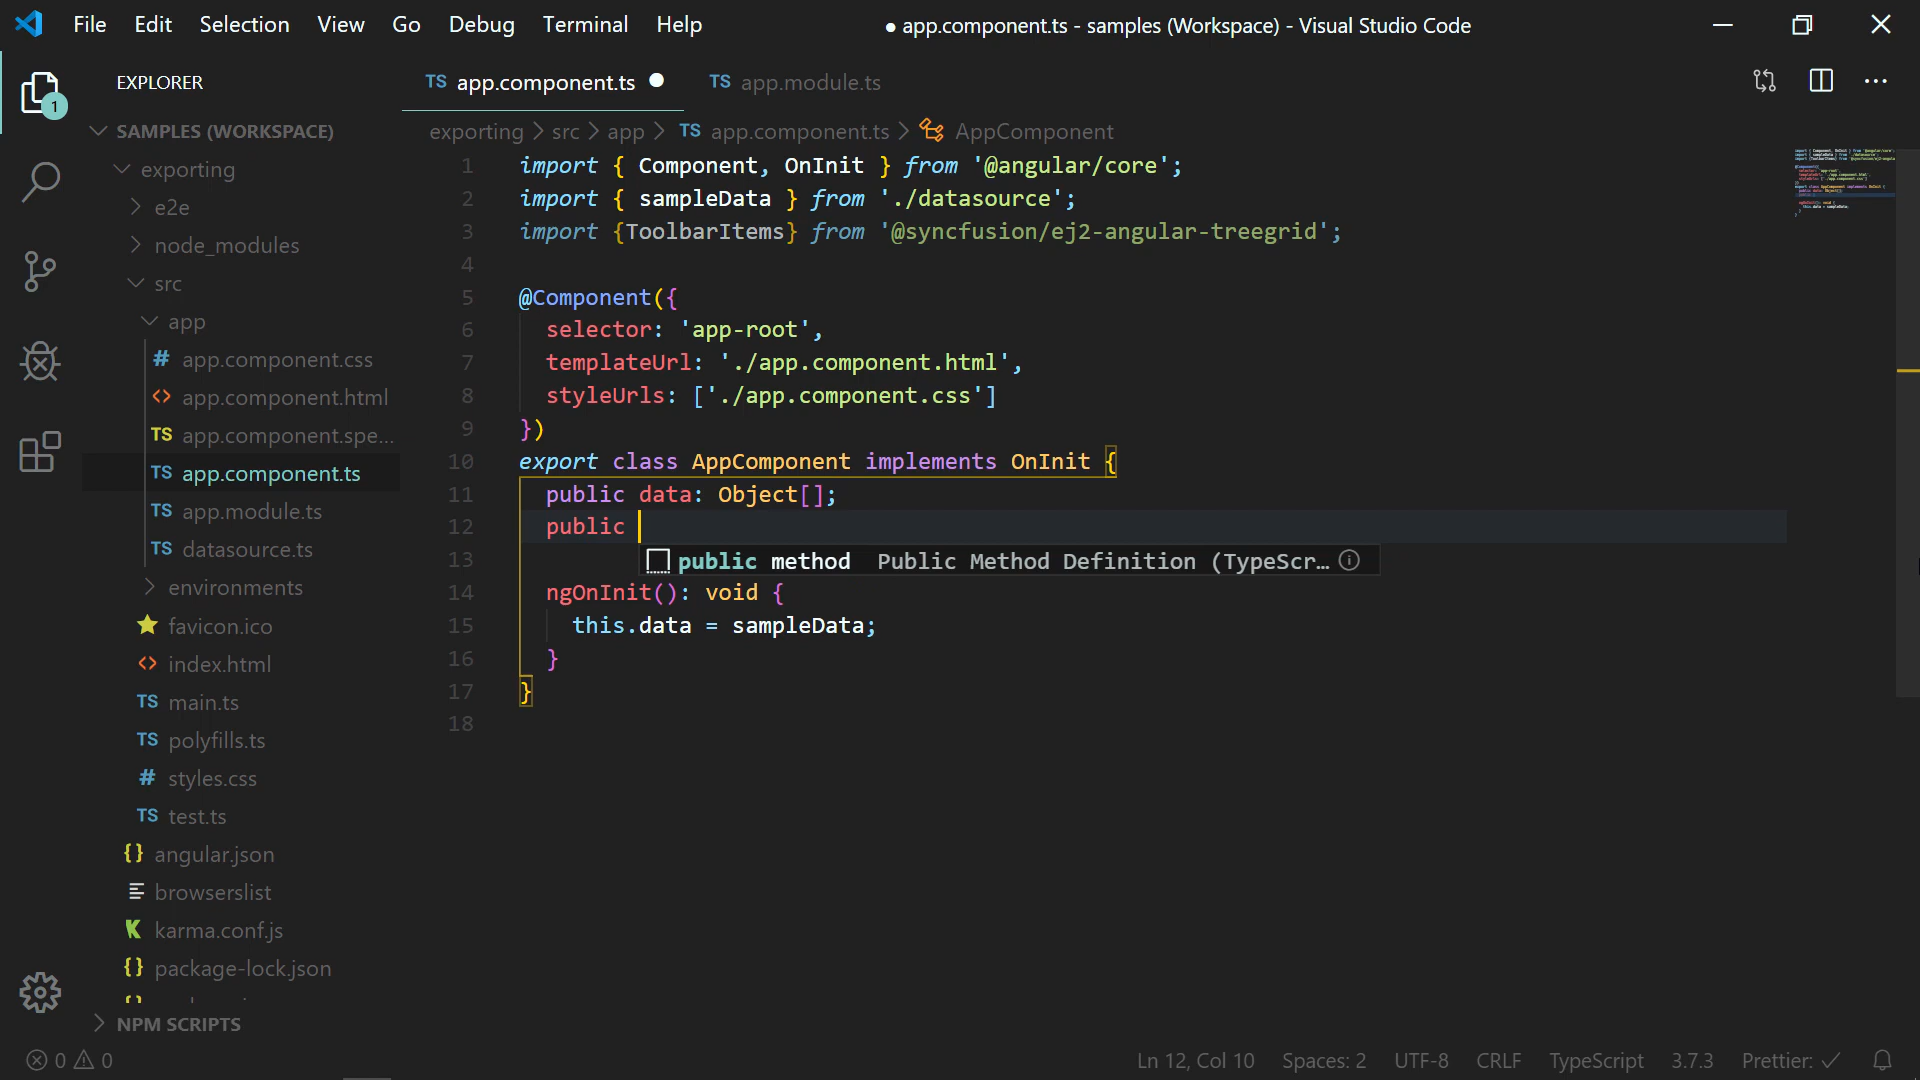 File Edit Selection View Go Debug Terminal Help
● app.component.ts - samples (Workspace) - Visual Studio Code
EXPLORER
1
SAMPLES (WORKSPACE)
exporting
e2e
node_modules
src
app
# app.component.css
<> app.component.html
TS app.component.spe...
TS app.component.ts
TS app.module.ts
TS datasource.ts
environments
favicon.ico
<> index.html
TS main.ts
TS polyfills.ts
# styles.css
TS test.ts
{} angular.json
browserslist
K karma.conf.js
{} package-lock.json
NPM SCRIPTS
TS app.component.ts ● TS app.module.ts
exporting > src > app > TS app.component.ts > AppComponent
1 import { Component, OnInit } from '@angular/core';
2 import { sampleData } from './datasource';
3 import {ToolbarItems} from '@syncfusion/ej2-angular-treegrid';
4
5 @Component({
6 selector: 'app-root',
7 templateUrl: './app.component.html',
8 styleUrls: ['./app.component.css']
9 })
10 export class AppComponent implements OnInit {
11 public data: Object[];
12 public
13 public method Public Method Definition (TypeScr...
14 ngOnInit(): void {
15 this.data = sampleData;
16 }
17 }
18
0 0 Ln 12, Col 10 Spaces: 2 UTF-8 CRLF TypeScript 3.7.3 Prettier: ✓